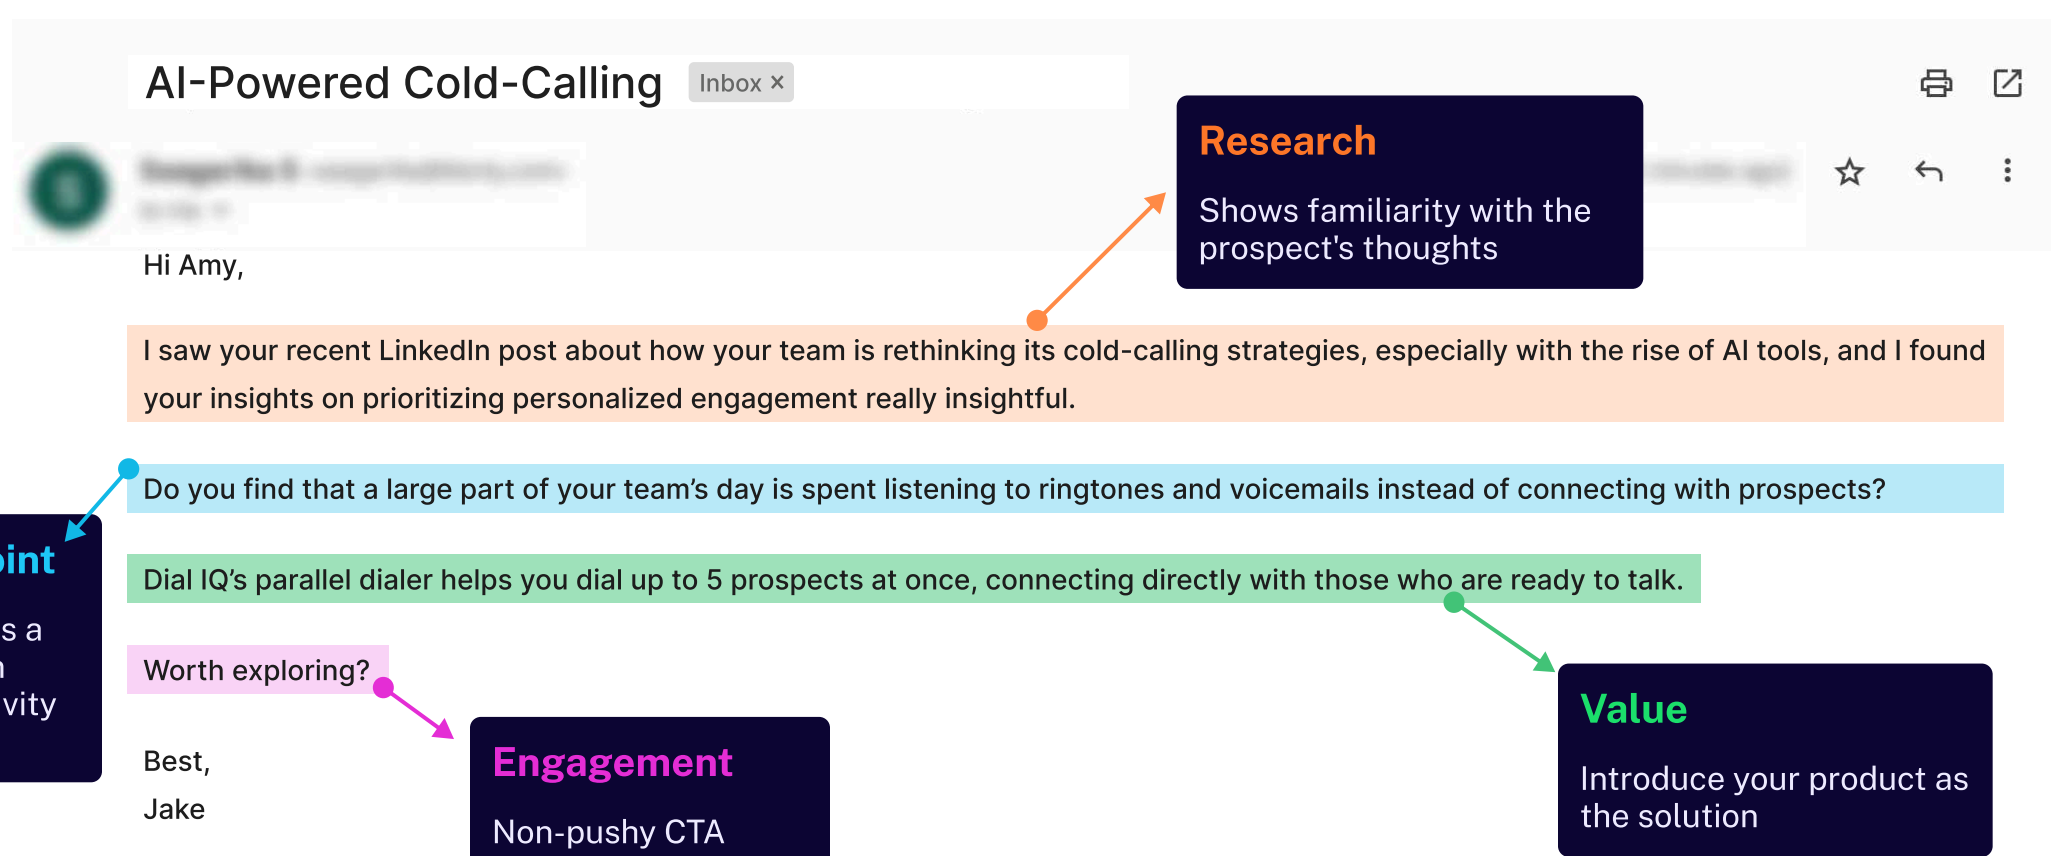 AI-Powered Cold-Calling
Inbox ×
Research
Shows familiarity with the
prospect's thoughts
Hi Amy,
I saw your recent LinkedIn post about how your team is rethinking its cold-calling strategies, especially with the rise of AI tools, and I found
your insights on prioritizing personalized engagement really insightful.
Do you find that a large part of your team’s day is spent listening to ringtones and voicemails instead of connecting with prospects?
oint
s a
vity
Dial IQ’s parallel dialer helps you dial up to 5 prospects at once, connecting directly with those who are ready to talk.
Worth exploring?
Value
Introduce your product as
the solution
Engagement
Non-pushy CTA
Best,
Jake